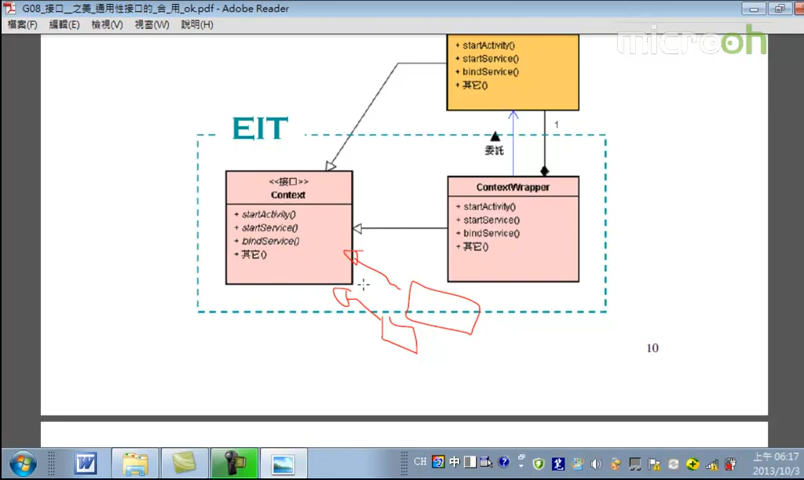 G08_接口__之美_通用性接口的_合_用_ok.pdf - Adobe Reader
檔案(F) 編輯(E) 檢視(V) 視窗(W) 說明(H)
microoh
+ startActivity()
+ startService()
+ bindService()
+ 其它()
EIT
1
委託
<<接口>>
Context
+ startActivity()
+ startService()
+ bindService()
+ 其它()
ContextWrapper
+ startActivity()
+ startService()
+ bindService()
+ 其它()
10
CH 中
上午 06:17
2013/10/3